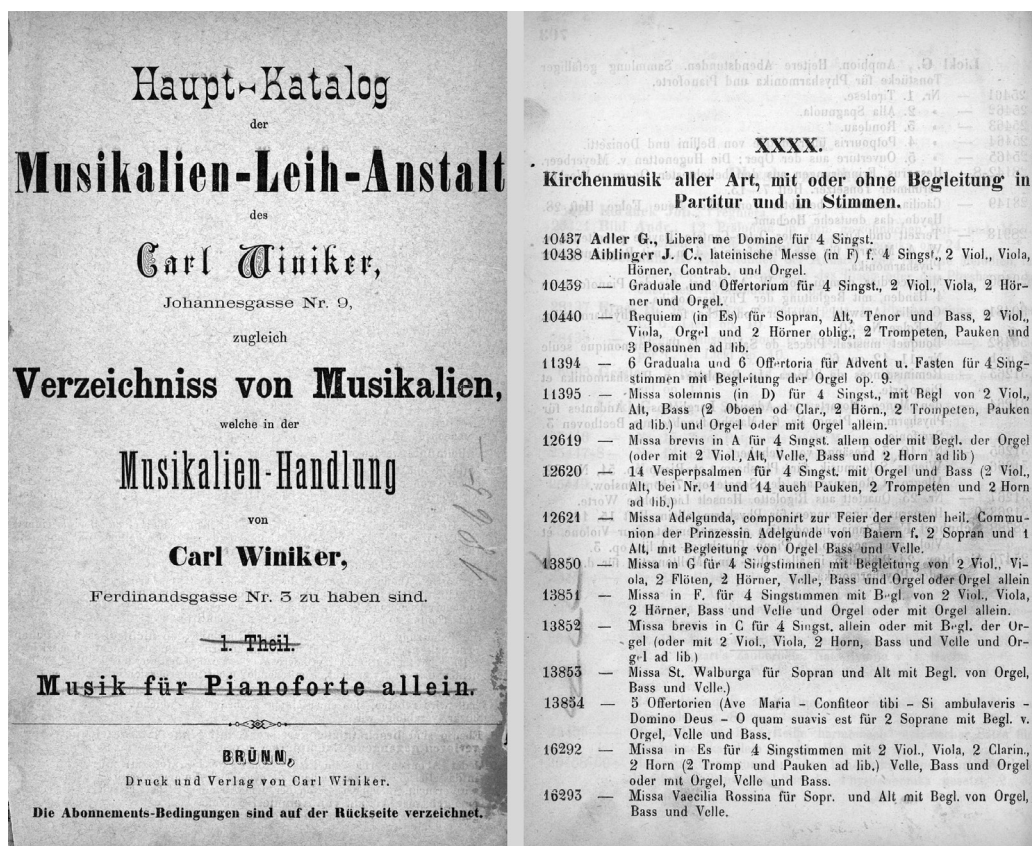 Haupt-Katalog
der
Musikalien-Leih-Anstalt
des
Carl Winiker,
Johannesgasse Nr. 9,
zugleich
Verzeichniss von Musikalien,
welche in der
Musikalien-Handlung
von
Carl Winiker,
Ferdinandsgasse Nr. 3 zu haben sind.
1. Theil.
Musik für Pianoforte allein.
BRÜNN,
Druck und Verlag von Carl Winiker.
Die Abonnements-Bedingungen sind auf der Rückseite verzeichnet.
1865
XXXX.
Kirchenmusik aller Art, mit oder ohne Begleitung in
Partitur und in Stimmen.
10437 Adler G., Libera me Domine für 4 Singst.
10438 Aiblinger J. C., lateinische Messe (in F) f. 4 Singst., 2 Viol., Viola,
Hörner, Contrab. und Orgel.
10439 — Graduale und Offertorium für 4 Singst., 2 Viol., Viola, 2 Hör-
ner und Orgel.
10440 — Requiem (in Es) für Sopran, Alt, Tenor und Bass, 2 Viol.,
Viola, Orgel und 2 Hörner oblig., 2 Trompeten, Pauken und
3 Posaunen ad lib.
11394 — 6 Gradualia und 6 Offertoria für Advent u. Fasten für 4 Sing-
stimmen mit Begleitung der Orgel op. 9.
11395 — Missa solemnis (in D) für 4 Singst., mit Begl von 2 Viol.,
Alt, Bass (2 Oboen od Clar., 2 Hörn., 2 Trompeten, Pauken
ad lib.) und Orgel oder mit Orgel allein.
12619 — Missa brevis in A für 4 Singst. allein oder mit Begl. der Orgel
(oder mit 2 Viol., Alt, Velle, Bass und 2 Horn ad lib)
12620 — 14 Vesperpsalmen für 4 Singst. mit Orgel und Bass (2 Viol.,
Alt, bei Nr. 1 und 14 auch Pauken, 2 Trompeten und 2 Horn
ad lib.)
12621 — Missa Adelgunda, componirt zur Feier der ersten heil. Commu-
nion der Prinzessin Adelgunde von Baiern f. 2 Sopran und 1
Alt, mit Begleitung von Orgel Bass und Velle.
13850 — Missa in G für 4 Singstimmen mit Begleitung von 2 Viol., Vi-
ola, 2 Flöten, 2 Hörner, Velle, Bass und Orgel oder Orgel allein
13851 — Missa in F. für 4 Singstimmen mit Begl. von 2 Viol., Viola,
2 Hörner, Bass und Velle und Orgel oder mit Orgel allein.
13852 — Missa brevis in C für 4 Singst. allein oder mit Begl. der Or-
gel (oder mit 2 Viol., Viola, 2 Horn, Bass und Velle und Or-
gel ad lib.)
13853 — Missa St. Walburga für Sopran und Alt mit Begl. von Orgel,
Bass und Velle.)
13854 — 5 Offertorien (Ave Maria - Confiteor tibi - Si ambulaveris -
Domino Deus - O quam suavis est für 2 Soprane mit Begl. v.
Orgel, Velle und Bass.
16292 — Missa in Es für 4 Singstimmen mit 2 Viol., Viola, 2 Clarin.,
2 Horn (2 Tromp und Pauken ad lib.) Velle, Bass und Orgel
oder mit Orgel, Velle und Bass.
16293 — Missa Vaecilia Rossina für Sopr. und Alt mit Begl. von Orgel,
Bass und Velle.